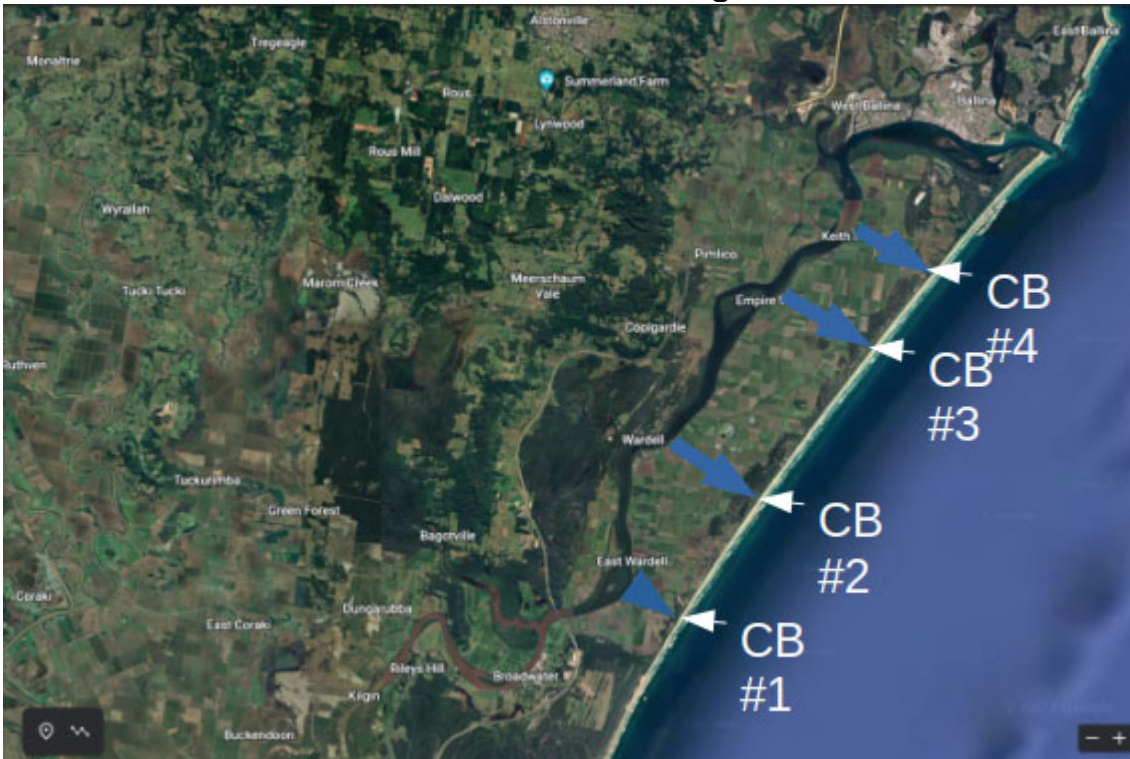 Alstonville
East Ballina
Tregeagle
Monaltrie
Summerland Farm
Rous
West Ballina
Ballina
Lynwood
Rous Mill
Dalwood
Wyrallah
Keith
Pimlico
Meerschaum
Vale
Marom Creek
Tucki Tucki
Empire
CB
#4
Coolgardie
Ruthven
CB
#3
Wardell
Tuckurimba
Green Forest
CB
#2
Bagotville
East Wardell
Coraki
Dungarubba
East Coraki
CB
#1
Rileys Hill
Broadwater
Kilgin
Buckendoon